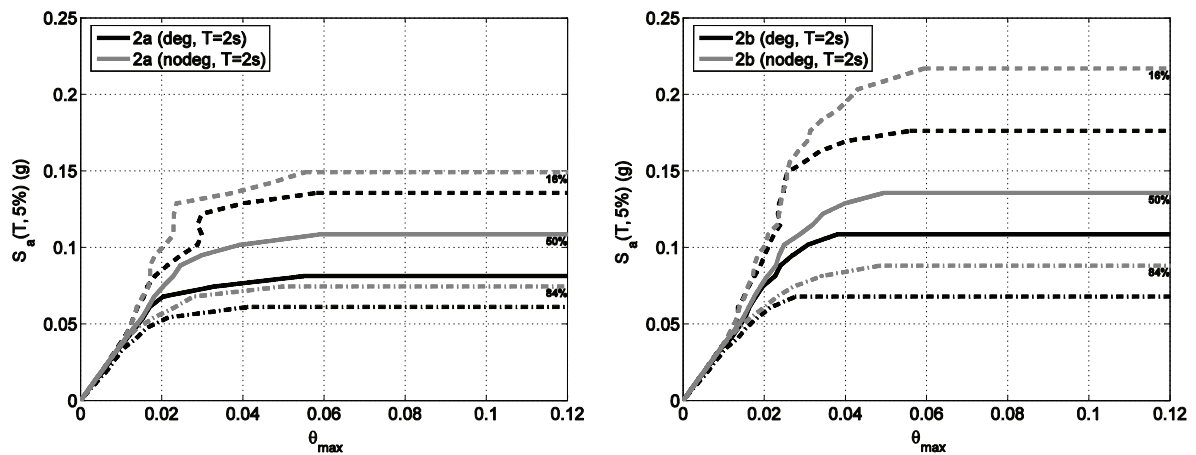 0.25
0.2
0.15
0.1
0.05
0
S_a(T, 5%) (g)
2a (deg, T=2s)
2a (nodeg, T=2s)
16%
50%
84%
0 0.02 0.04 0.06 0.08 0.1 0.12
θ_max
0.25
0.2
0.15
0.1
0.05
0
S_a(T, 5%) (g)
2b (deg, T=2s)
2b (nodeg, T=2s)
16%
50%
84%
0 0.02 0.04 0.06 0.08 0.1 0.12
θ_max